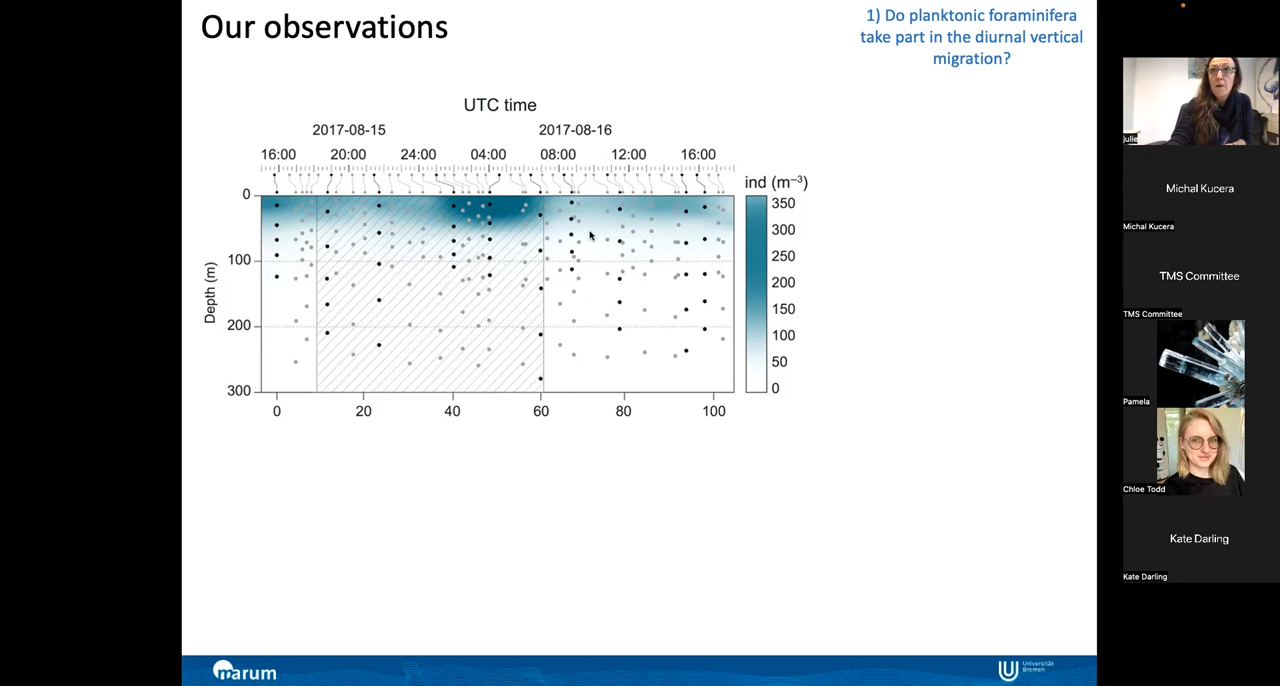 Our observations
1) Do planktonic foraminifera
take part in the diurnal vertical
migration?
UTC time
2017-08-15
2017-08-16
16:00
20:00
24:00
04:00
08:00
12:00
16:00
ind (m⁻³)
350
300
250
200
150
100
50
0
Depth (m)
0
100
200
300
0
20
40
60
80
100
marum
Universität
Bremen
julie
Michal Kucera
Michal Kucera
TMS Committee
TMS Committee
Pamela
Chloe Todd
Kate Darling
Kate Darling